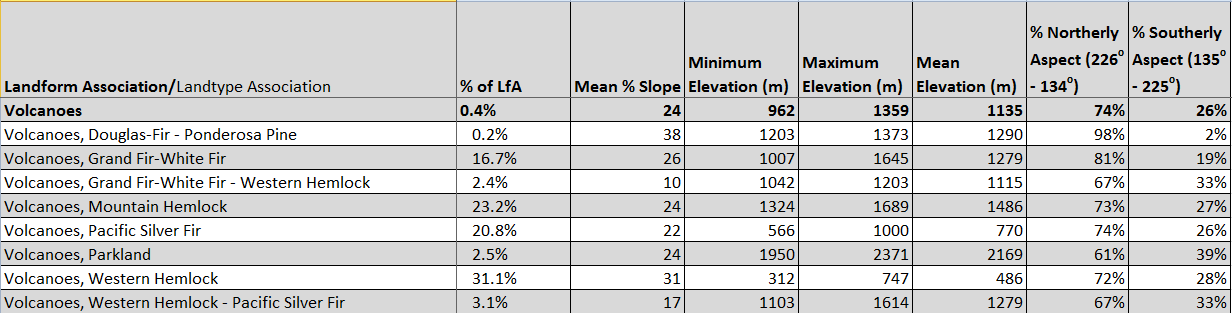 Landform Association/Landtype Association % of LfA Mean % Slope Minimum Elevation (m) Maximum Elevation (m) Mean Elevation (m) % Northerly Aspect (226° - 134°) % Southerly Aspect (135° - 225°)
Volcanoes 0.4% 24 962 1359 1135 74% 26%
Volcanoes, Douglas-Fir - Ponderosa Pine 0.2% 38 1203 1373 1290 98% 2%
Volcanoes, Grand Fir-White Fir 16.7% 26 1007 1645 1279 81% 19%
Volcanoes, Grand Fir-White Fir - Western Hemlock 2.4% 10 1042 1203 1115 67% 33%
Volcanoes, Mountain Hemlock 23.2% 24 1324 1689 1486 73% 27%
Volcanoes, Pacific Silver Fir 20.8% 22 566 1000 770 74% 26%
Volcanoes, Parkland 2.5% 24 1950 2371 2169 61% 39%
Volcanoes, Western Hemlock 31.1% 31 312 747 486 72% 28%
Volcanoes, Western Hemlock - Pacific Silver Fir 3.1% 17 1103 1614 1279 67% 33%